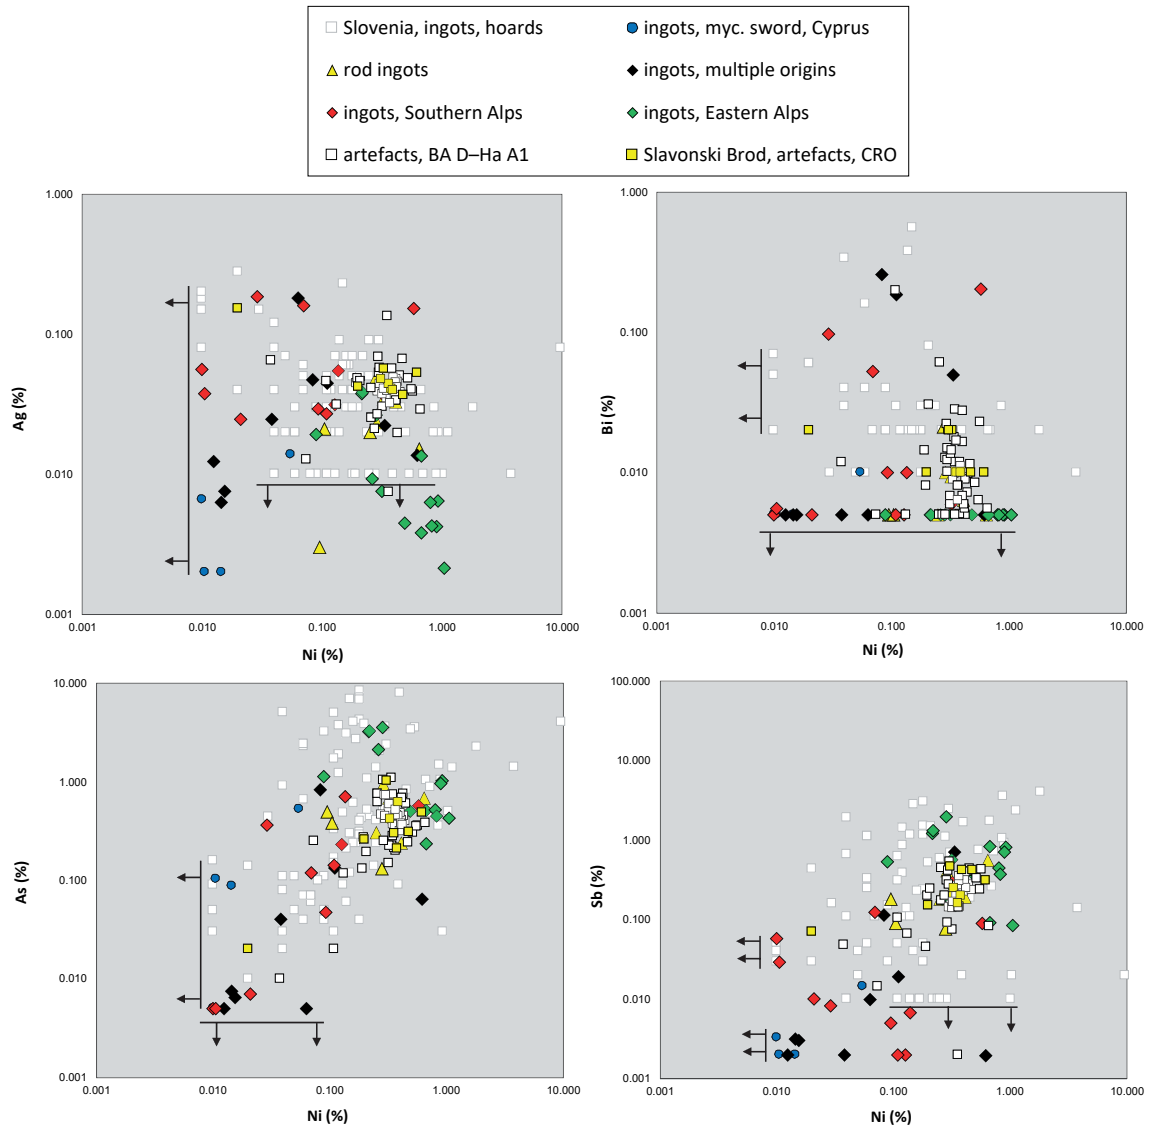 Slovenia, ingots, hoards
ingots, myc. sword, Cyprus
rod ingots
ingots, multiple origins
ingots, Southern Alps
ingots, Eastern Alps
artefacts, BA D–Ha A1
Slavonski Brod, artefacts, CRO
1.000
0.100
0.010
0.001
Ag (%)
0.001
0.010
0.100
1.000
10.000
Ni (%)
1.000
0.100
0.010
0.001
Bi (%)
0.001
0.010
0.100
1.000
10.000
Ni (%)
10.000
1.000
0.100
0.010
0.001
As (%)
0.001
0.010
0.100
1.000
10.000
Ni (%)
100.000
10.000
1.000
0.100
0.010
0.001
Sb (%)
0.001
0.010
0.100
1.000
10.000
Ni (%)